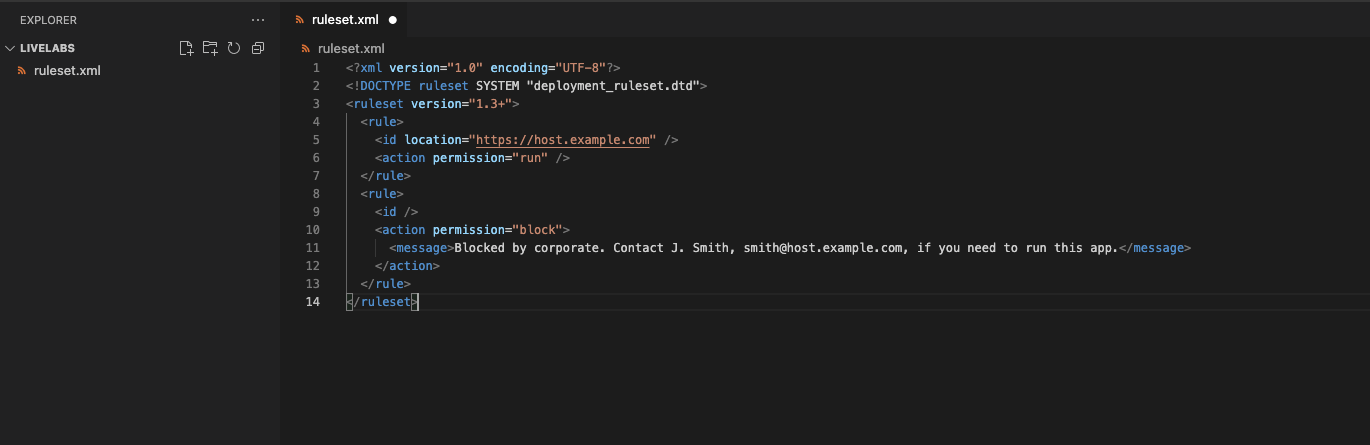 EXPLORER
LIVELABS
ruleset.xml
ruleset.xml
ruleset.xml
1 <?xml version="1.0" encoding="UTF-8"?>
2 <!DOCTYPE ruleset SYSTEM "deployment_ruleset.dtd">
3 <ruleset version="1.3+">
4 <rule>
5 <id location="https://host.example.com" />
6 <action permission="run" />
7 </rule>
8 <rule>
9 <id />
10 <action permission="block">
11 <message>Blocked by corporate. Contact J. Smith, smith@host.example.com, if you need to run this app.</message>
12 </action>
13 </rule>
14 </ruleset>